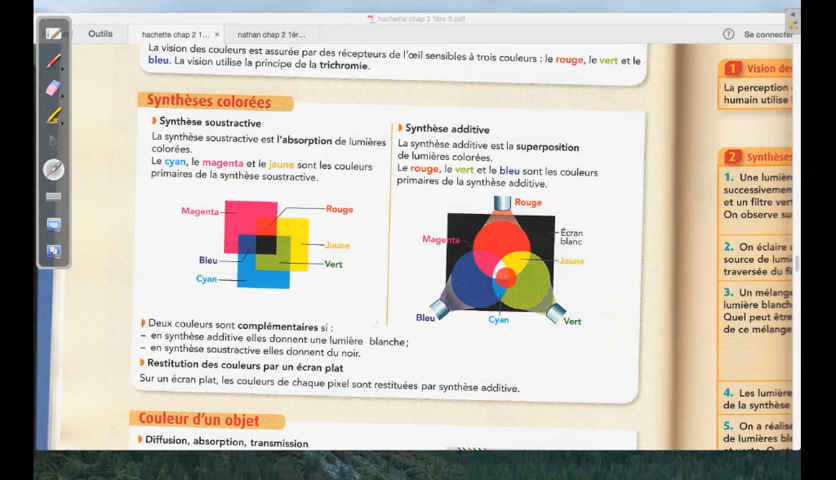 hachette chap 2 1ère S.pdf
Outils
hachette chap 2 1... ×
nathan chap 2 1èr...
Se connecter
La vision des couleurs est assurée par des récepteurs de l'œil sensibles à trois couleurs : le rouge, le vert et le
bleu. La vision utilise le principe de la trichromie.
Synthèses colorées
Synthèse soustractive
La synthèse soustractive est l'absorption de lumières
colorées.
Le cyan, le magenta et le jaune sont les couleurs
primaires de la synthèse soustractive.
Magenta
Rouge
Jaune
Bleu
Vert
Cyan
Synthèse additive
La synthèse additive est la superposition
de lumières colorées.
Le rouge, le vert et le bleu sont les couleurs
primaires de la synthèse additive.
Rouge
Écran
blanc
Magenta
Jaune
Bleu
Cyan
Vert
Deux couleurs sont complémentaires si :
– en synthèse additive elles donnent une lumière blanche ;
– en synthèse soustractive elles donnent du noir.
Restitution des couleurs par un écran plat
Sur un écran plat, les couleurs de chaque pixel sont restituées par synthèse additive.
Couleur d'un objet
Diffusion, absorption, transmission
1 Vision des
La perception
humain utilise
2 Synthèses
1. Une lumièr
successivemen
et un filtre ver
On observe su
2. On éclaire
source de lumi
traversée du fi
3. Un mélange
lumière blanch
Quel peut être
de ce mélange
4. Les lumière
de la synthèse
5. On a réalis
de lumières ble